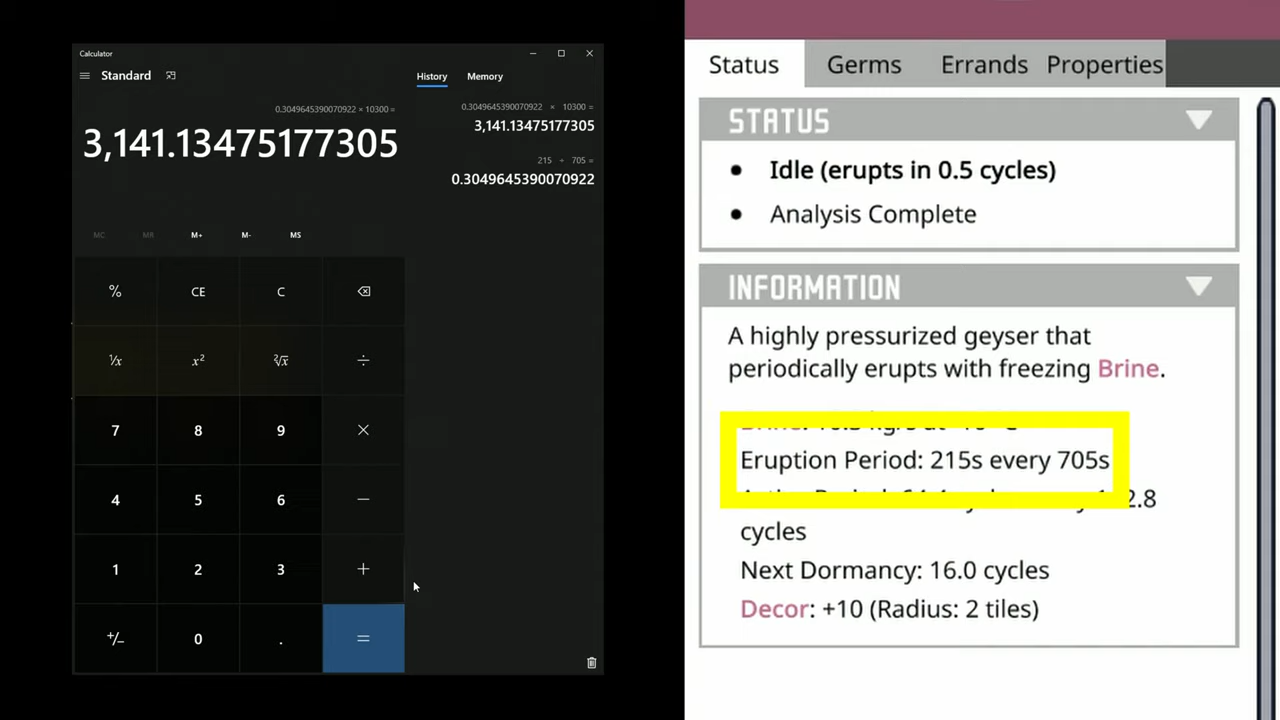 Calculator
Standard
History
Memory
0.3049645390070922 × 10300 =
3,141.13475177305
0.3049645390070922 × 10300 =
3,141.13475177305
215 ÷ 705 =
0.3049645390070922
MC MR M+ M- MS
% CE C
¹/x x² ²√x ÷
7 8 9 ×
4 5 6 −
1 2 3 +
+/− 0 . =
Status Germs Errands Properties
STATUS
• Idle (erupts in 0.5 cycles)
• Analysis Complete
INFORMATION
A highly pressurized geyser that
periodically erupts with freezing Brine.
Eruption Period: 215s every 705s
2.8
cycles
Next Dormancy: 16.0 cycles
Decor: +10 (Radius: 2 tiles)